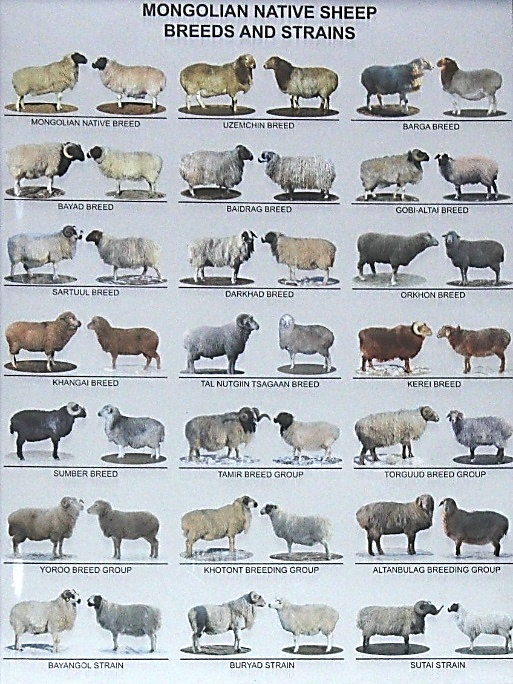 MONGOLIAN NATIVE SHEEP
BREEDS AND STRAINS
MONGOLIAN NATIVE BREED
UZEMCHIN BREED
BARGA BREED
BAYAD BREED
BAIDRAG BREED
GOBI-ALTAI BREED
SARTUUL BREED
DARKHAD BREED
ORKHON BREED
KHANGAI BREED
TAL NUTGIIN TSAGAAN BREED
KEREI BREED
SUMBER BREED
TAMIR BREED GROUP
TORGUUD BREED GROUP
YOROO BREED GROUP
KHOTONT BREEDING GROUP
ALTANBULAG BREEDING GROUP
BAYANGOL STRAIN
BURYAD STRAIN
SUTAI STRAIN